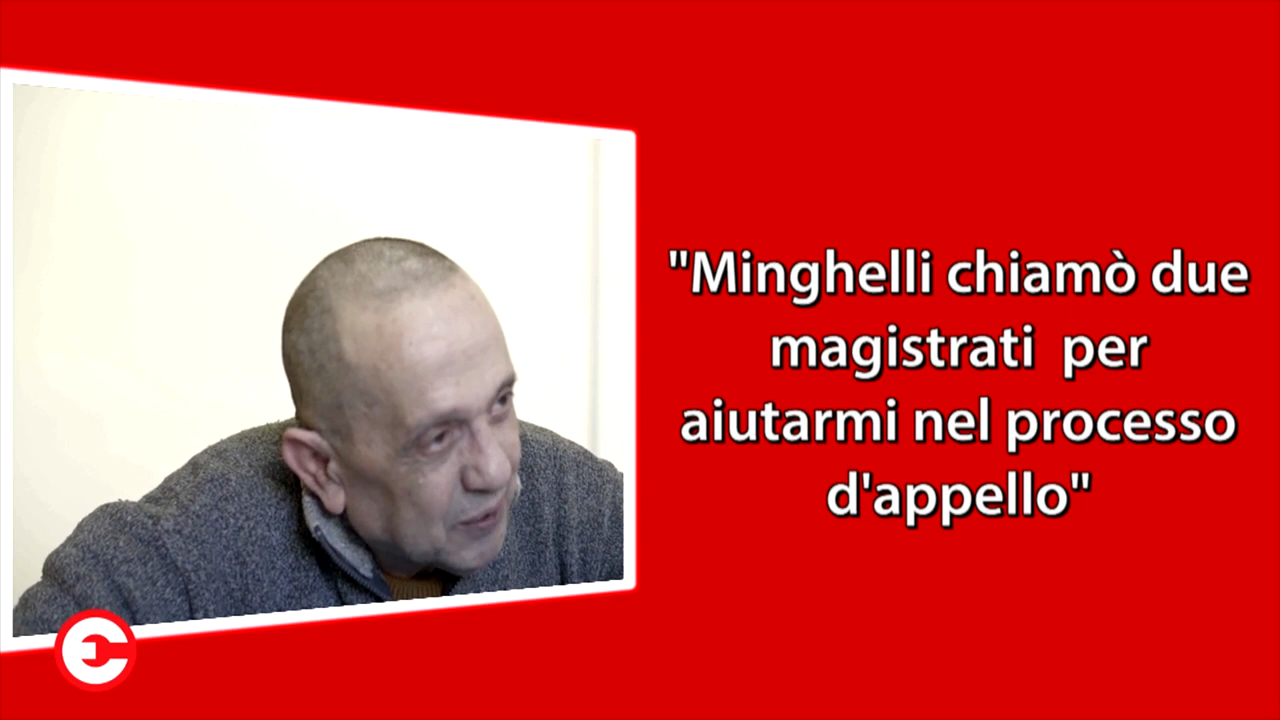 "Minghelli chiamò due
magistrati  per
aiutarmi nel processo
d'appello"